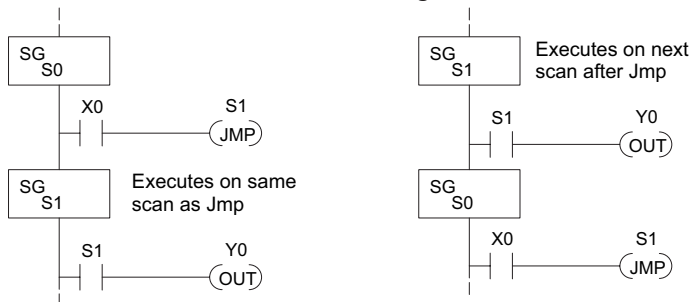 SG
S0
X0
S1
JMP
SG
S1
Executes on same
scan as Jmp
S1
Y0
OUT
SG
S1
Executes on next
scan after Jmp
S1
Y0
OUT
SG
S0
X0
S1
JMP